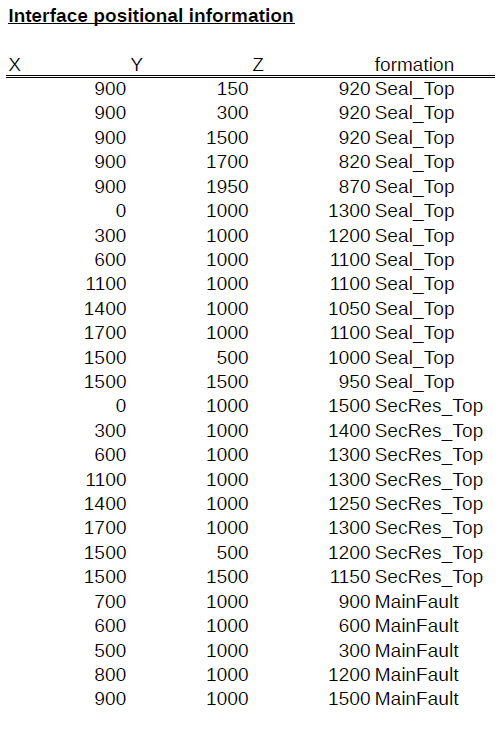 Interface positional information
X Y Z formation
900 150 920 Seal_Top
900 300 920 Seal_Top
900 1500 920 Seal_Top
900 1700 820 Seal_Top
900 1950 870 Seal_Top
0 1000 1300 Seal_Top
300 1000 1200 Seal_Top
600 1000 1100 Seal_Top
1100 1000 1100 Seal_Top
1400 1000 1050 Seal_Top
1700 1000 1100 Seal_Top
1500 500 1000 Seal_Top
1500 1500 950 Seal_Top
0 1000 1500 SecRes_Top
300 1000 1400 SecRes_Top
600 1000 1300 SecRes_Top
1100 1000 1300 SecRes_Top
1400 1000 1250 SecRes_Top
1700 1000 1300 SecRes_Top
1500 500 1200 SecRes_Top
1500 1500 1150 SecRes_Top
700 1000 900 MainFault
600 1000 600 MainFault
500 1000 300 MainFault
800 1000 1200 MainFault
900 1000 1500 MainFault